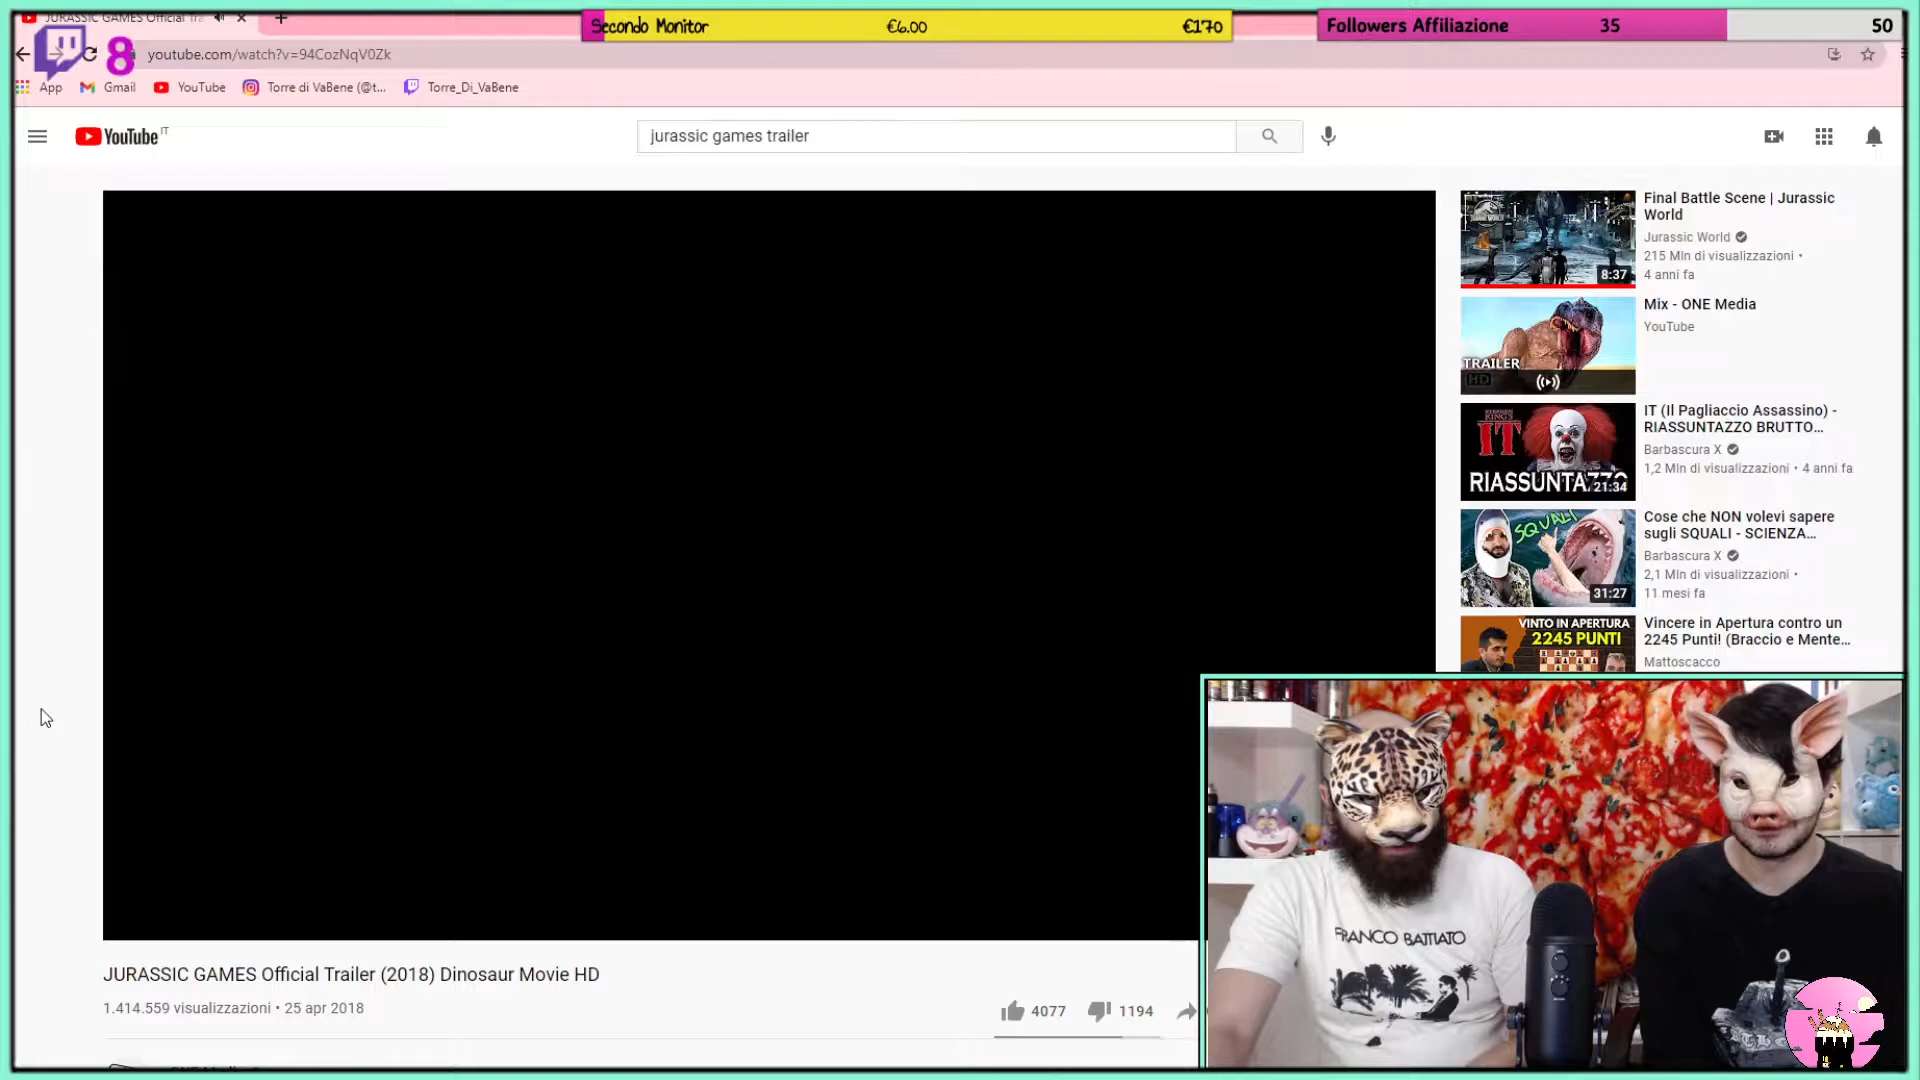 JURASSIC GAMES Official Tra
Secondo Monitor €6.00 €170
Followers Affiliazione 35 50
8
youtube.com/watch?v=94CozNqV0Zk
App Gmail YouTube Torre di VaBene (@t... Torre_Di_VaBene
YouTube IT
jurassic games trailer
Final Battle Scene | Jurassic
World
Jurassic World
215 Mln di visualizzazioni •
4 anni fa
8:37
Mix - ONE Media
YouTube
TRAILER
HD
IT (Il Pagliaccio Assassino) -
RIASSUNTAZZO BRUTTO...
Barbascura X
1,2 Mln di visualizzazioni • 4 anni fa
IT
RIASSUNTAZZO
21:34
Cose che NON volevi sapere
sugli SQUALI - SCIENZA...
Barbascura X
2,1 Mln di visualizzazioni •
11 mesi fa
SQUALI
31:27
Vincere in Apertura contro un
2245 Punti! (Braccio e Mente...
Mattoscacco
VINTO IN APERTURA
2245 PUNTI
FRANCO BATTIATO
JURASSIC GAMES Official Trailer (2018) Dinosaur Movie HD
1.414.559 visualizzazioni • 25 apr 2018
4077 1194